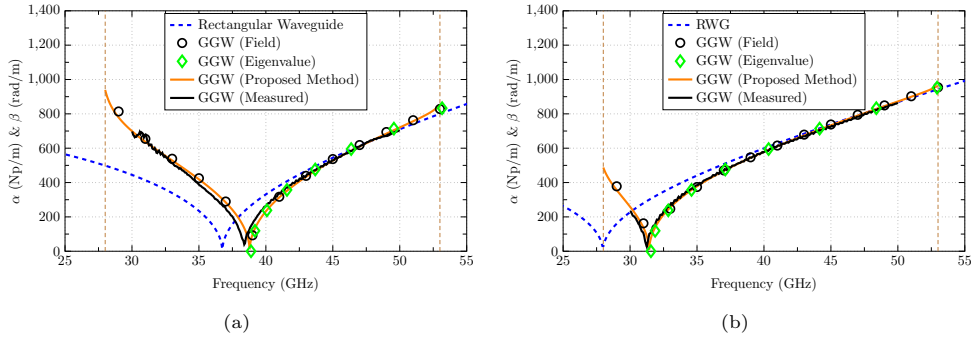 1,400
1,200
1,000
800
600
400
200
0
α (Np/m) & β (rad/m)
25 30 35 40 45 50 55
Frequency (GHz)
Rectangular Waveguide
GGW (Field)
GGW (Eigenvalue)
GGW (Proposed Method)
GGW (Measured)
(a)
1,400
1,200
1,000
800
600
400
200
0
α (Np/m) & β (rad/m)
25 30 35 40 45 50 55
Frequency (GHz)
RWG
GGW (Field)
GGW (Eigenvalue)
GGW (Proposed Method)
GGW (Measured)
(b)